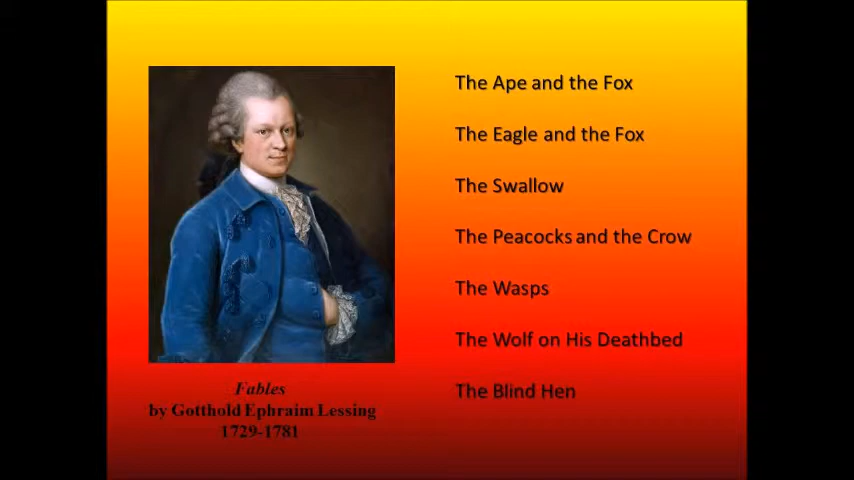 The Ape and the Fox
The Eagle and the Fox
The Swallow
The Peacocks and the Crow
The Wasps
The Wolf on His Deathbed
The Blind Hen
Fables
by Gotthold Ephraim Lessing
1729-1781